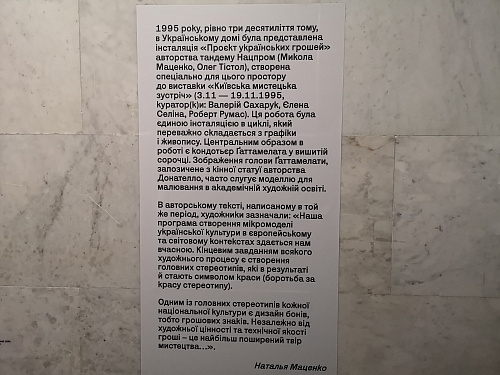 1995 року, рівно три десятиліття тому,
в Українському домі була представлена
інсталяція «Проєкт українських грошей»
авторства тандему Нацпром (Микола
Маценко, Олег Тістол), створена
спеціально для цього простору
до виставки «Київська мистецька
зустріч» (3.11 — 19.11.1995,
куратор(к)и: Валерій Сахарук, Єлена
Селіна, Роберт Румас). Ця робота була
єдиною інсталяцією в циклі, який
переважно складається з графіки
і живопису. Центральним образом в
роботі є кондотьєр Ґаттамелата у вишитій
сорочці. Зображення голови Ґаттамелати,
запозичене з кінної статуї авторства
Донателло, часто слугує моделлю для
малювання в академічній художній освіті.
В авторському тексті, написаному в той
же період, художники зазначали: «Наша
програма створення мікромоделі
української культури в європейському
та світовому контекстах здається нам
вчасною. Кінцевим завданням всякого
художнього процесу є створення
головних стереотипів, які в результаті
й стають символом краси (боротьба за
красу стереотипу).
Одним із головних стереотипів кожної
національної культури є дизайн бонів,
тобто грошових знаків. Незалежно від
художньої цінності та технічної якості
гроші – це найбільш поширений твір
мистецтва...».
Наталья Маценко